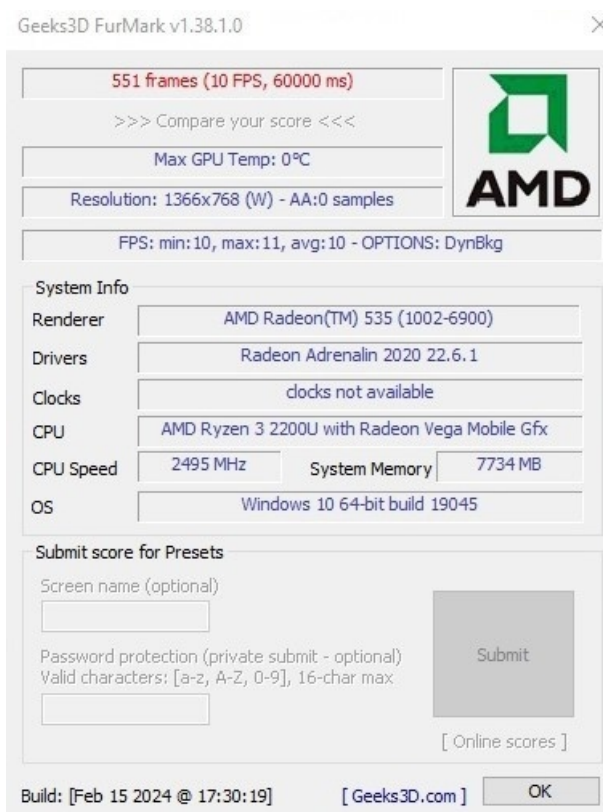 Geeks3D FurMark v1.38.1.0
551 frames (10 FPS, 60000 ms)
>>> Compare your score <<<
Max GPU Temp: 0°C
Resolution: 1366x768 (W) - AA:0 samples
AMD
FPS: min:10, max:11, avg:10 - OPTIONS: DynBkg
System Info
Renderer AMD Radeon(TM) 535 (1002-6900)
Drivers Radeon Adrenalin 2020 22.6.1
Clocks clocks not available
CPU AMD Ryzen 3 2200U with Radeon Vega Mobile Gfx
CPU Speed 2495 MHz System Memory 7734 MB
OS Windows 10 64-bit build 19045
Submit score for Presets
Screen name (optional)
Password protection (private submit - optional)
Valid characters: [a-z, A-Z, 0-9], 16-char max
Submit
[ Online scores ]
Build: [Feb 15 2024 @ 17:30:19] [ Geeks3D.com ] OK